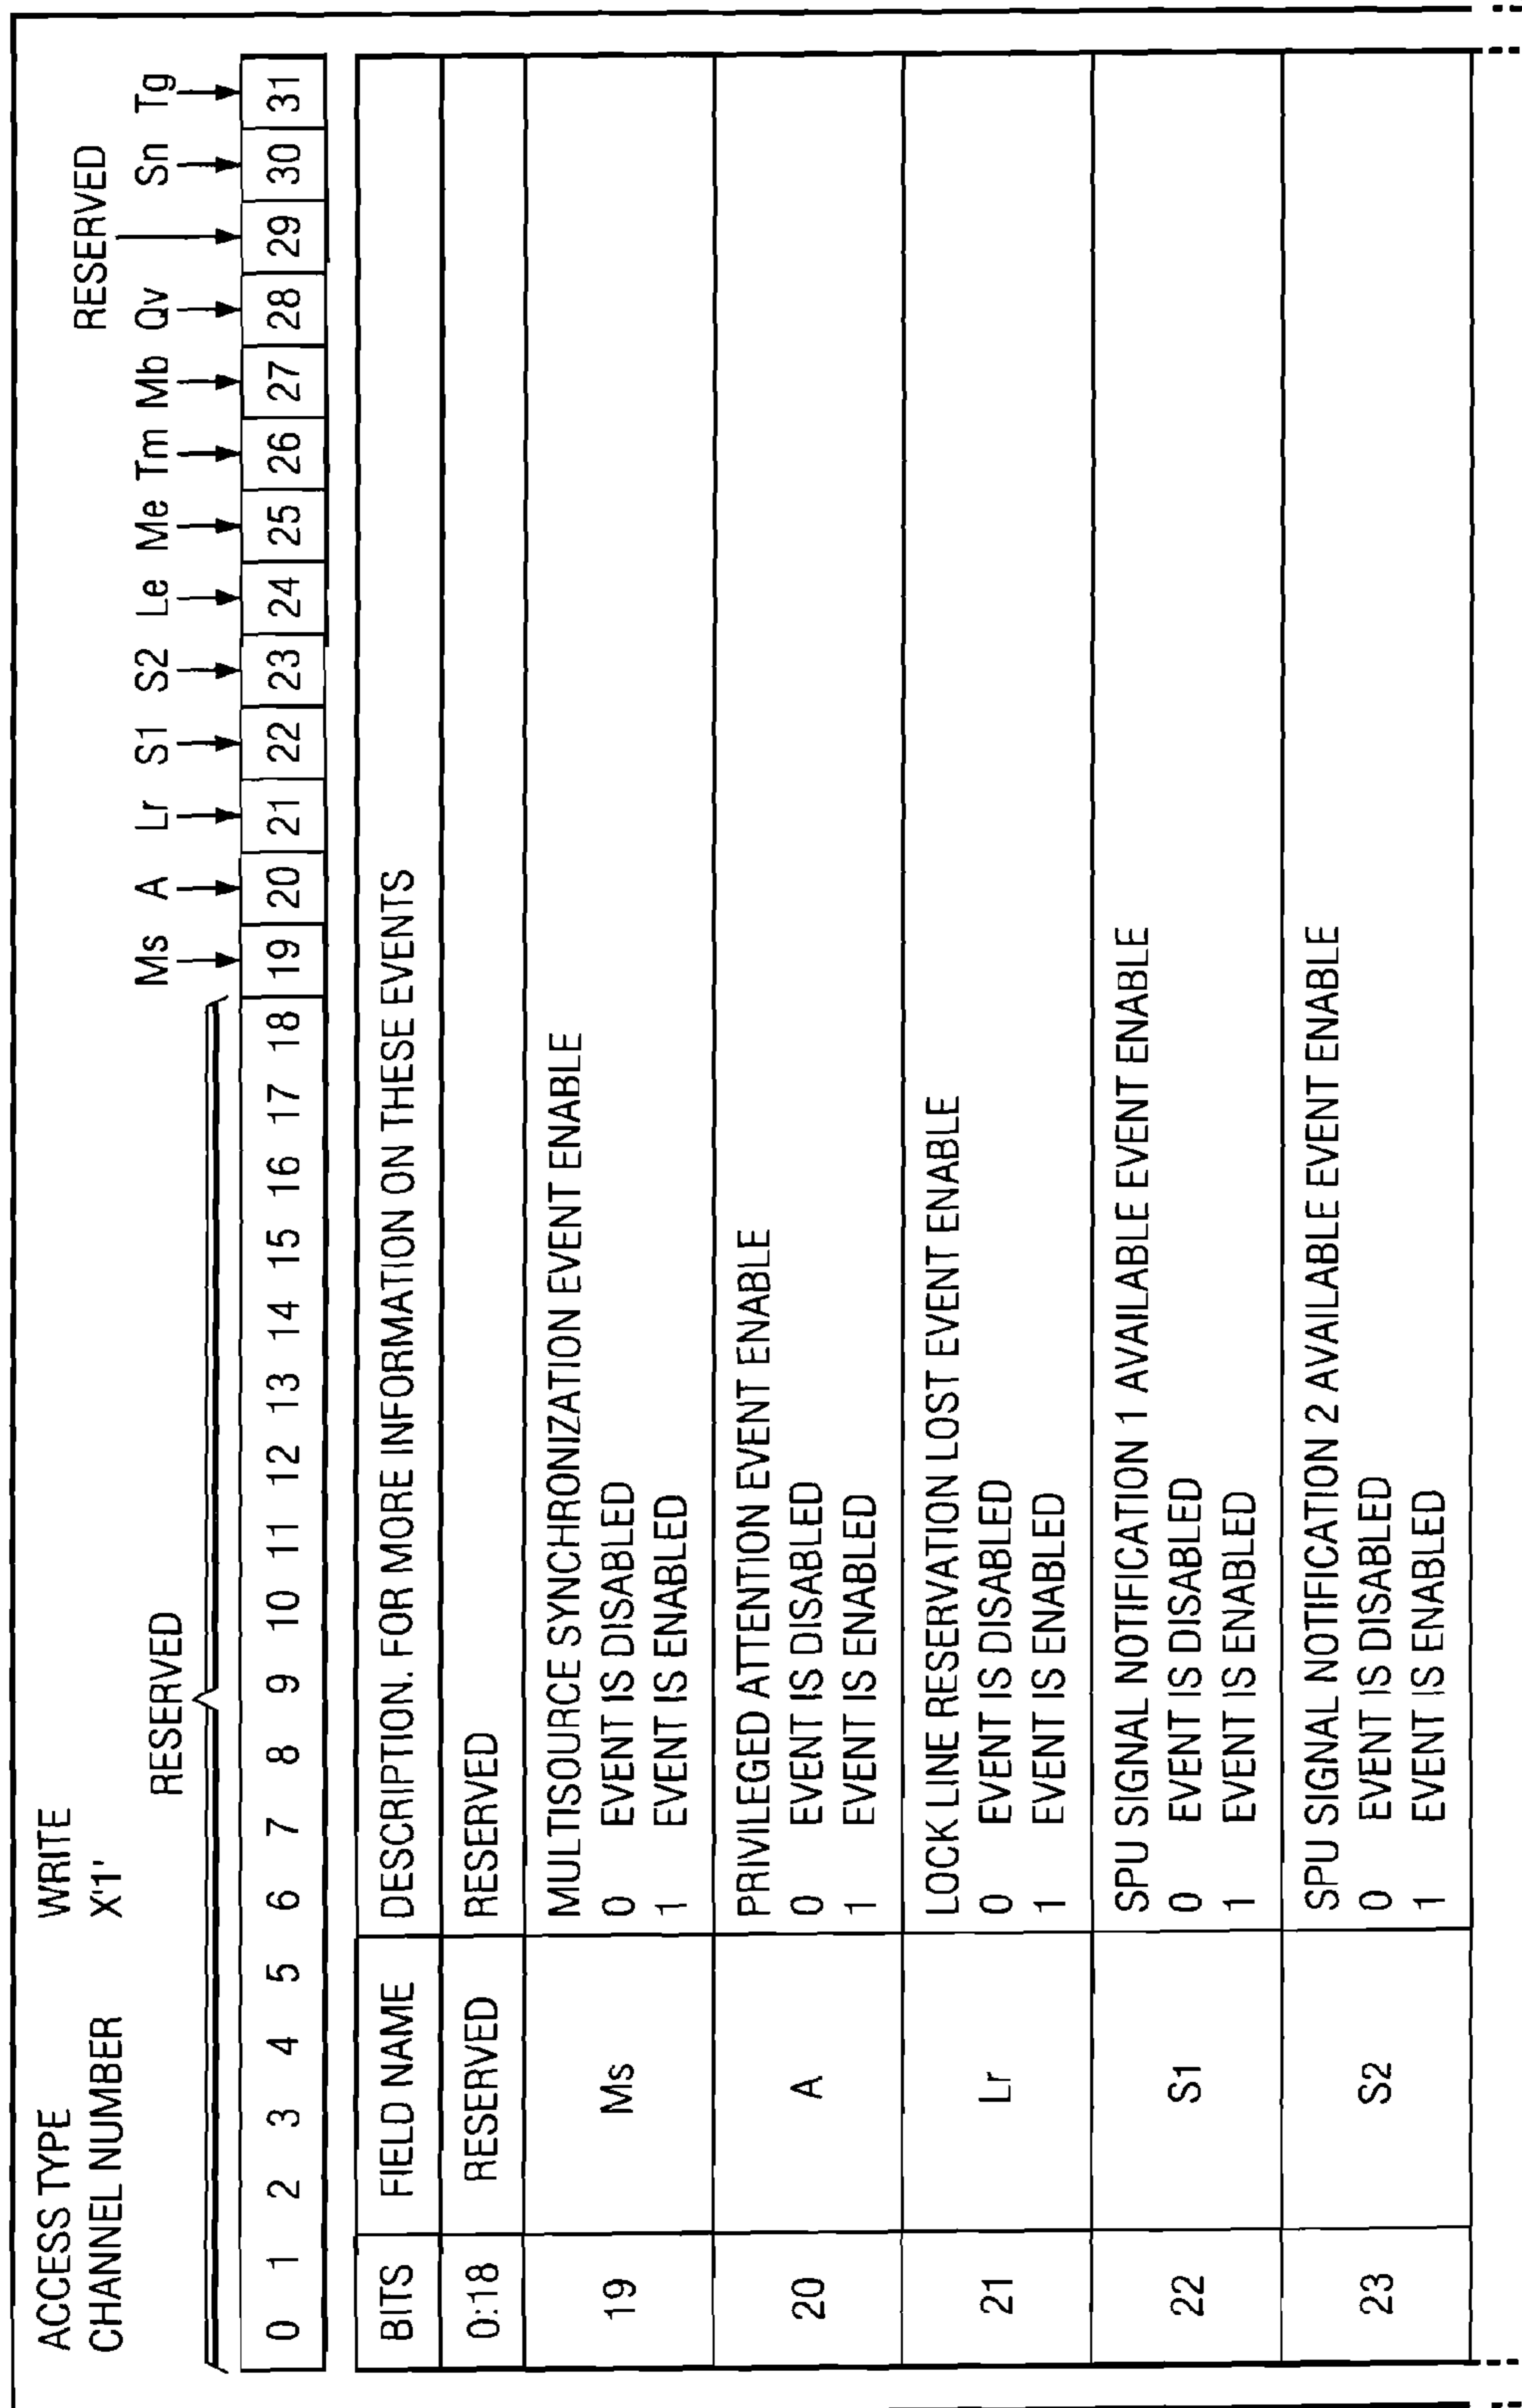 ACCESS TYPE WRITE
CHANNEL NUMBER X'1'
RESERVED
RESERVED Ms A Lr S1 S2 Le Me Tm Mb Qv Sn Tg
0 1 2 3 4 5 6 7 8 9 10 11 12 13 14 15 16 17 18 19 20 21 22 23 24 25 26 27 28 29 30 31
BITS FIELD NAME DESCRIPTION. FOR MORE INFORMATION ON THESE EVENTS
0:18 RESERVED RESERVED
19 Ms MULTISOURCE SYNCHRONIZATION EVENT ENABLE
0 EVENT IS DISABLED
1 EVENT IS ENABLED
20 A PRIVILEGED ATTENTION EVENT ENABLE
0 EVENT IS DISABLED
1 EVENT IS ENABLED
21 Lr LOCK LINE RESERVATION LOST EVENT ENABLE
0 EVENT IS DISABLED
1 EVENT IS ENABLED
22 S1 SPU SIGNAL NOTIFICATION 1 AVAILABLE EVENT ENABLE
0 EVENT IS DISABLED
1 EVENT IS ENABLED
23 S2 SPU SIGNAL NOTIFICATION 2 AVAILABLE EVENT ENABLE
0 EVENT IS DISABLED
1 EVENT IS ENABLED